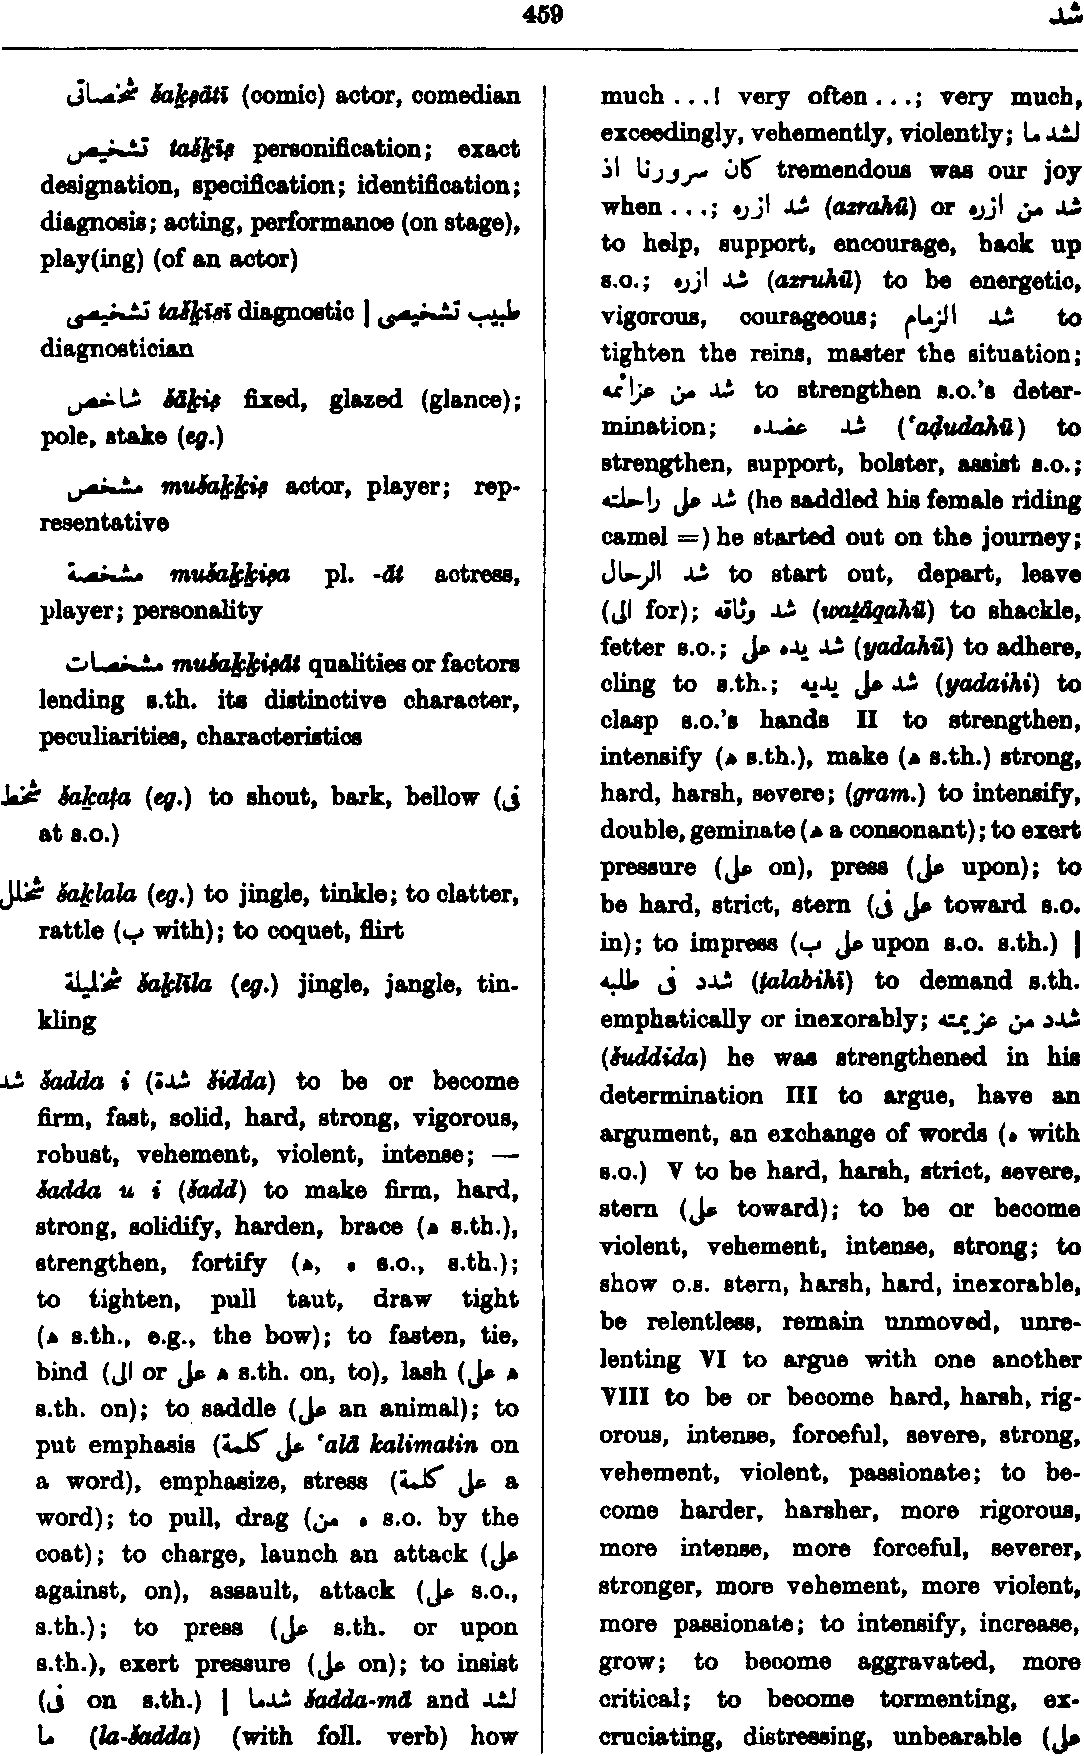 459
شد
شخصاتى šaḵṣātī (comic) actor, comedian
تشخيص tašḵīṣ personification; exact
designation, specification; identification;
diagnosis; acting, performance (on stage),
play(ing) (of an actor)
تشخيصى tašḵīṣī diagnostic | طبيب تشخيصى
diagnostician
شاخص šāḵiṣ fixed, glazed (glance);
pole, stake (eg.)
مشخص mušaḵḵiṣ actor, player; rep-
resentative
مشخصة mušaḵḵiṣa pl. -āt actress,
player; personality
مشخصات mušaḵḵiṣāt qualities or factors
lending s.th. its distinctive character,
peculiarities, characteristics
شخط šaḵaṭa (eg.) to shout, bark, bellow (فى
at s.o.)
شخلل šaḵlala (eg.) to jingle, tinkle; to clatter,
rattle (ب with); to coquet, flirt
شخليلة šaḵlīla (eg.) jingle, jangle, tin-
kling
شد šadda i (شدة šidda) to be or become
firm, fast, solid, hard, strong, vigorous,
robust, vehement, violent, intense; —
šadda u i (šadd) to make firm, hard,
strong, solidify, harden, brace (ه s.th.),
strengthen, fortify (ه, ه s.o., s.th.);
to tighten, pull taut, draw tight
(ه s.th., e.g., the bow); to fasten, tie,
bind (الى or على ه s.th. on, to), lash (على ه
s.th. on); to saddle (على an animal); to
put emphasis (على كلمة ‘alā kalimatin on
a word), emphasize, stress (على كلمة a
word); to pull, drag (ه من s.o. by the
coat); to charge, launch an attack (على
against, on), assault, attack (على s.o.,
s.th.); to press (على s.th. or upon
s.th.), exert pressure (على on); to insist
(فى on s.th.) | شدما šadda-mā and لشد
ما (la-šadda) (with foll. verb) how
much ...! very often ...; very much,
exceedingly, vehemently, violently; لشد ما
كان سرورنا اذ tremendous was our joy
when ...; شد ازره (azrahū) or شد من ازره
to help, support, encourage, back up
s.o.; شد ازره (azruhū) to be energetic,
vigorous, courageous; شد الزمام to
tighten the reins, master the situation;
شد من عزائمه to strengthen s.o.'s deter-
mination; شد عضده (‘aḍudahū) to
strengthen, support, bolster, assist s.o.;
شد على راحلته (he saddled his female riding
camel =) he started out on the journey;
شد الرحال to start out, depart, leave
(الى for); شد وثاقه (waṯāqahū) to shackle,
fetter s.o.; شد يده على (yadahū) to adhere,
cling to s.th.; شد على يديه (yadaihi) to
clasp s.o.'s hands II to strengthen,
intensify (ه s.th.), make (ه s.th.) strong,
hard, harsh, severe; (gram.) to intensify,
double, geminate (ه a consonant); to exert
pressure (على on), press (على upon); to
be hard, strict, stern (على فى toward s.o.
in); to impress (على ب upon s.o. s.th.) |
شدد فى طلبه (ṭalabihī) to demand s.th.
emphatically or inexorably; شدد من عزيمته
(šuddida) he was strengthened in his
determination III to argue, have an
argument, an exchange of words (ه with
s.o.) V to be hard, harsh, strict, severe,
stern (على toward); to be or become
violent, vehement, intense, strong; to
show o.s. stern, harsh, hard, inexorable,
be relentless, remain unmoved, unre-
lenting VI to argue with one another
VIII to be or become hard, harsh, rig-
orous, intense, forceful, severe, strong,
vehement, violent, passionate; to be-
come harder, harsher, more rigorous,
more intense, more forceful, severer,
stronger, more vehement, more violent,
more passionate; to intensify, increase,
grow; to become aggravated, more
critical; to become tormenting, ex-
cruciating, distressing, unbearable (على